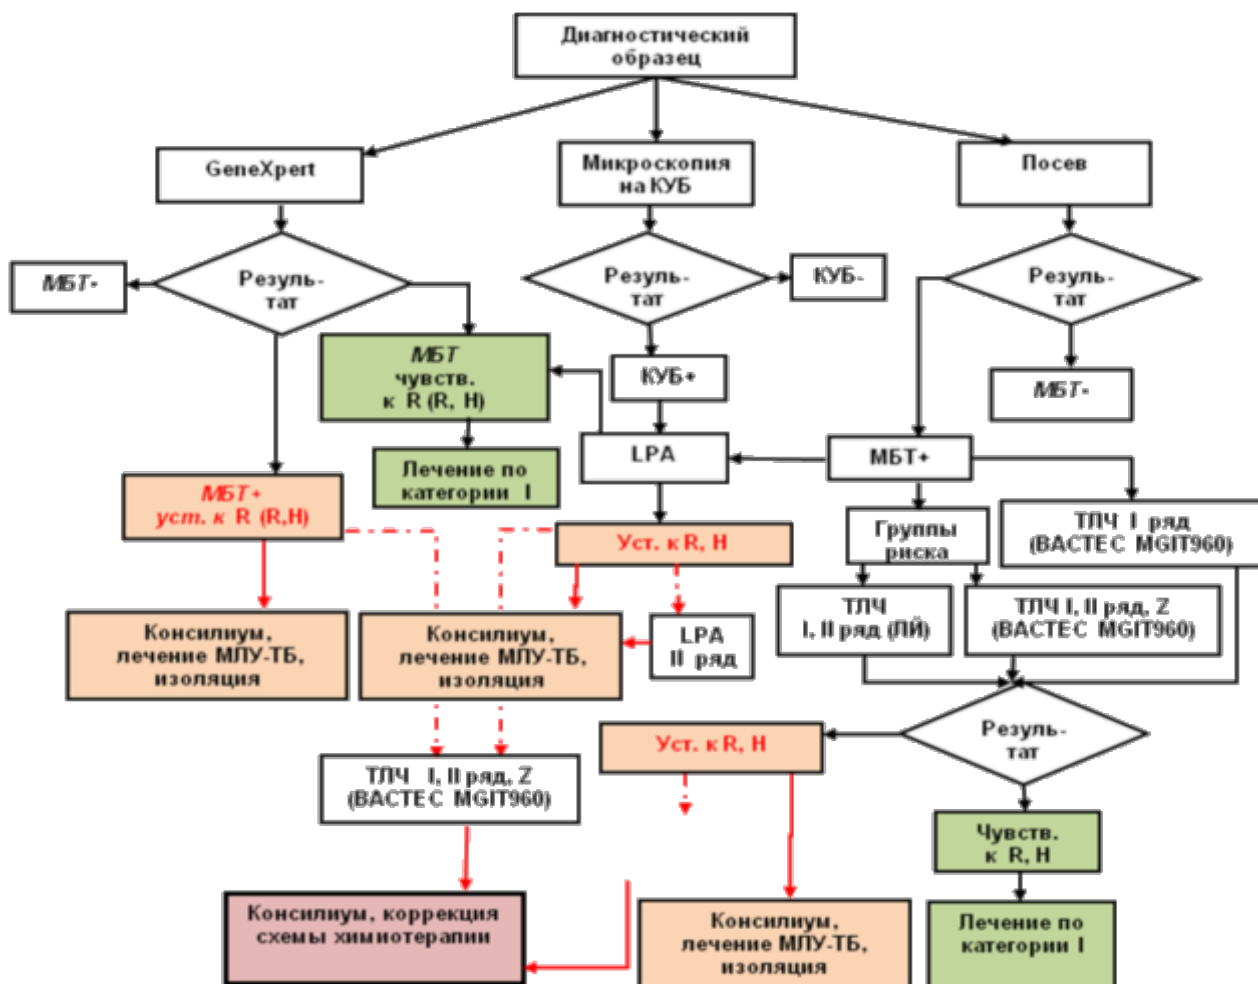 Диагностический
образец
GeneXpert
Микроскопия
на КУБ
Посев
МБТ-
Резуль-
тат
Резуль-
тат
КУБ-
Резуль-
тат
МБТ
чувств.
к R (R, H)
КУБ+
МБТ-
Лечение по
категории I
LPA
МБТ+
МБТ+
уст. к R (R,H)
Уст. к R, H
Группы
риска
ТЛЧ I ряд
(BACTEC MGIT960)
Консилиум,
лечение МЛУ-ТБ,
изоляция
Консилиум,
лечение МЛУ-ТБ,
изоляция
LPA
II ряд
ТЛЧ
I, II ряд (ЛЙ)
ТЛЧ I, II ряд, Z
(BACTEC MGIT960)
Уст. к R, H
Резуль-
тат
ТЛЧ I, II ряд, Z
(BACTEC MGIT960)
Чувств.
к R, H
Консилиум, коррекция
схемы химиотерапии
Консилиум,
лечение МЛУ-ТБ,
изоляция
Лечение по
категории I